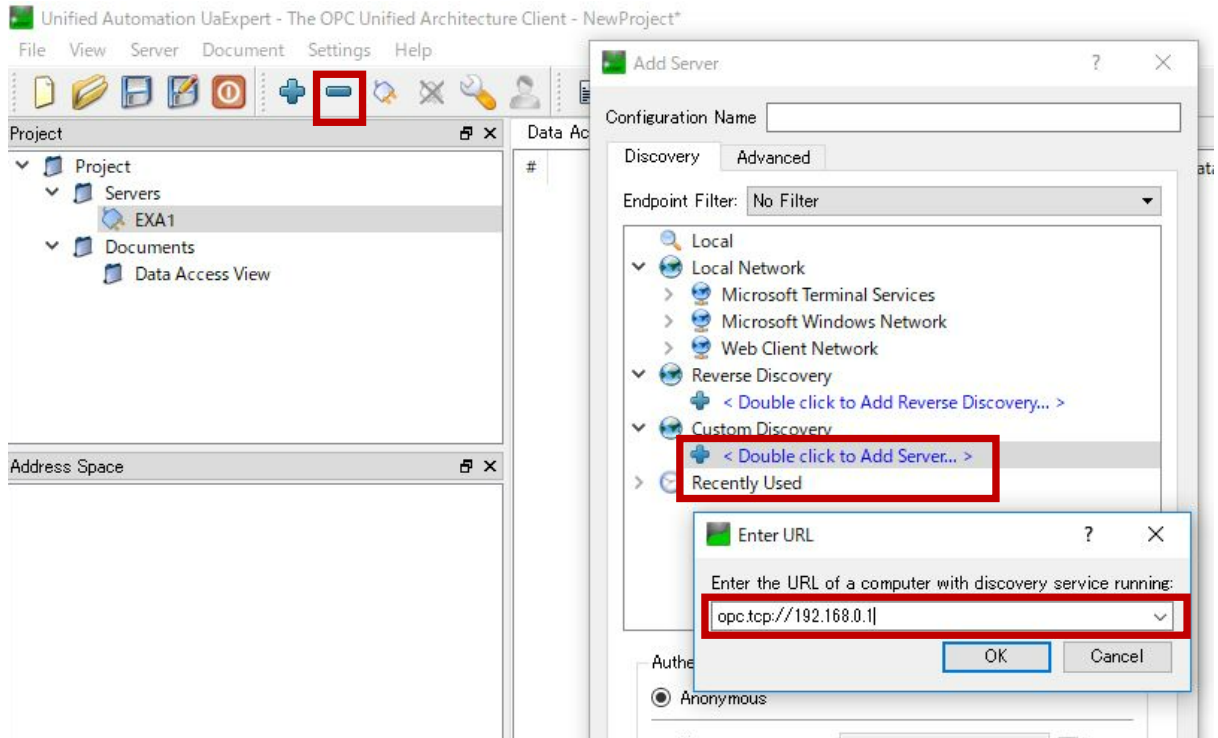 Unified Automation UaExpert - The OPC Unified Architecture Client - NewProject*
File View Server Document Settings Help
Project
Project
Servers
EXA1
Documents
Data Access View
Address Space
Data Ac
#
Add Server
?
Configuration Name
Discovery Advanced
Endpoint Filter: No Filter
Local
Local Network
Microsoft Terminal Services
Microsoft Windows Network
Web Client Network
Reverse Discovery
< Double click to Add Reverse Discovery... >
Custom Discovery
< Double click to Add Server... >
Recently Used
Enter URL
?
Enter the URL of a computer with discovery service running:
opc.tcp://192.168.0.1
OK Cancel
Authe
Anonymous